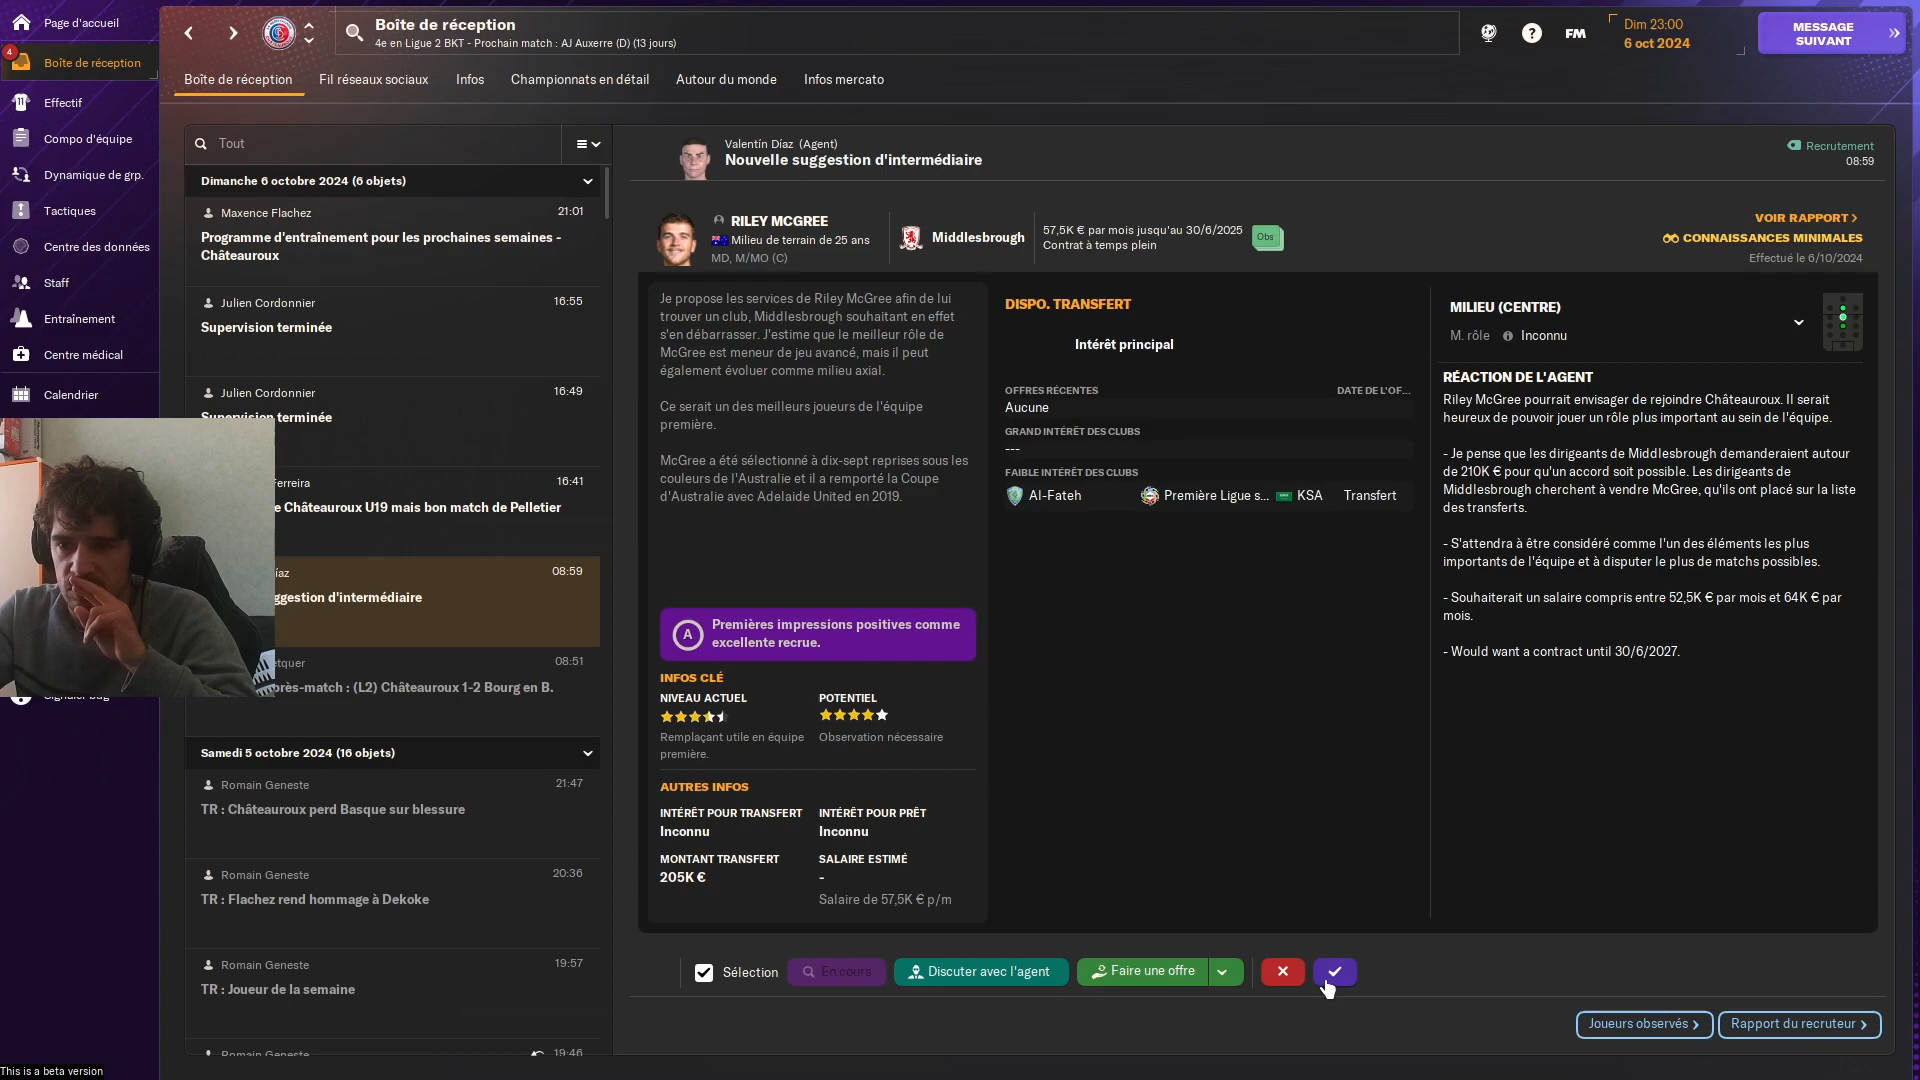 Page d'accueil
4
Boîte de réception
Effectif
Compo d'équipe
Dynamique de grp.
Tactiques
Centre des données
Staff
Entraînement
Centre médical
Calendrier
This is a beta version
Boîte de réception
4e en Ligue 2 BKT - Prochain match : AJ Auxerre (D) (13 jours)
FM
Dim 23:00
6 oct 2024
MESSAGE
SUIVANT
Boîte de réception
Fil réseaux sociaux
Infos
Championnats en détail
Autour du monde
Infos mercato
Tout
Dimanche 6 octobre 2024 (6 objets)
Maxence Flachez
21:01
Programme d'entraînement pour les prochaines semaines -
Châteauroux
Julien Cordonnier
16:55
Supervision terminée
Julien Cordonnier
16:49
Supervision terminée
Ferreira
16:41
e Châteauroux U19 mais bon match de Pelletier
íaz
08:59
ggestion d'intermédiaire
etquer
08:51
près-match : (L2) Châteauroux 1-2 Bourg en B.
Samedi 5 octobre 2024 (16 objets)
Romain Geneste
21:47
TR : Châteauroux perd Basque sur blessure
Romain Geneste
20:36
TR : Flachez rend hommage à Dekoke
Romain Geneste
19:57
TR : Joueur de la semaine
Romain Geneste
19:46
Valentín Díaz (Agent)
Nouvelle suggestion d'intermédiaire
Recrutement
08:59
RILEY MCGREE
Milieu de terrain de 25 ans
MD, M/MO (C)
Middlesbrough
57,5K € par mois jusqu'au 30/6/2025
Contrat à temps plein
Obs
VOIR RAPPORT >
CONNAISSANCES MINIMALES
Effectué le 6/10/2024
Je propose les services de Riley McGree afin de lui
trouver un club, Middlesbrough souhaitant en effet
s'en débarrasser. J'estime que le meilleur rôle de
McGree est meneur de jeu avancé, mais il peut
également évoluer comme milieu axial.
Ce serait un des meilleurs joueurs de l'équipe
première.
McGree a été sélectionné à dix-sept reprises sous les
couleurs de l'Australie et il a remporté la Coupe
d'Australie avec Adelaide United en 2019.
A
Premières impressions positives comme
excellente recrue.
INFOS CLÉ
NIVEAU ACTUEL
POTENTIEL
Remplaçant utile en équipe
première.
Observation nécessaire
AUTRES INFOS
INTÉRÊT POUR TRANSFERT
INTÉRÊT POUR PRÊT
Inconnu
Inconnu
MONTANT TRANSFERT
SALAIRE ESTIMÉ
205K €
-
Salaire de 57,5K € p/m
DISPO. TRANSFERT
Intérêt principal
OFFRES RÉCENTES
DATE DE L'OF...
Aucune
GRAND INTÉRÊT DES CLUBS
---
FAIBLE INTÉRÊT DES CLUBS
Al-Fateh
Première Ligue s...
KSA
Transfert
MILIEU (CENTRE)
M. rôle
Inconnu
RÉACTION DE L'AGENT
Riley McGree pourrait envisager de rejoindre Châteauroux. Il serait
heureux de pouvoir jouer un rôle plus important au sein de l'équipe.
- Je pense que les dirigeants de Middlesbrough demanderaient autour
de 210K € pour qu'un accord soit possible. Les dirigeants de
Middlesbrough cherchent à vendre McGree, qu'ils ont placé sur la liste
des transferts.
- S'attendra à être considéré comme l'un des éléments les plus
importants de l'équipe et à disputer le plus de matchs possibles.
- Souhaiterait un salaire compris entre 52,5K € par mois et 64K € par
mois.
- Would want a contract until 30/6/2027.
Sélection
En cours
Discuter avec l'agent
Faire une offre
Joueurs observés >
Rapport du recruteur >